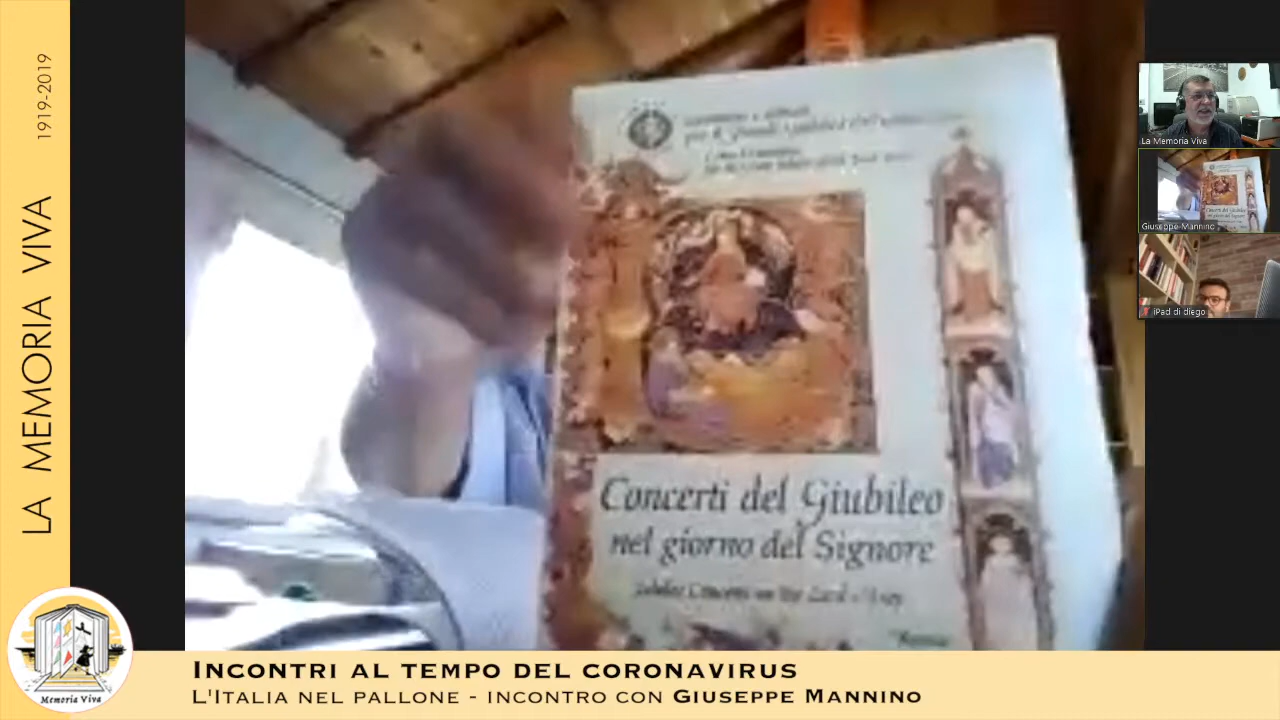 LA MEMORIA VIVA
1919-2019
Concerti del Giubileo
nel giorno del Signore
La Memoria Viva
Giuseppe Mannino
iPad di diego
Memoria Viva
INCONTRI AL TEMPO DEL CORONAVIRUS
L'ITALIA NEL PALLONE - INCONTRO CON GIUSEPPE MANNINO